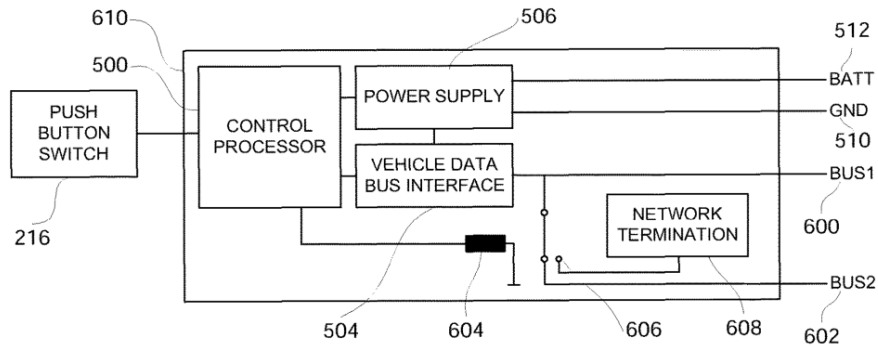 610
506
512
500
BATT
POWER SUPPLY
PUSH
BUTTON
SWITCH
CONTROL
PROCESSOR
GND
510
VEHICLE DATA
BUS INTERFACE
BUS1
600
NETWORK
TERMINATION
216
BUS2
504
604
606
608
602